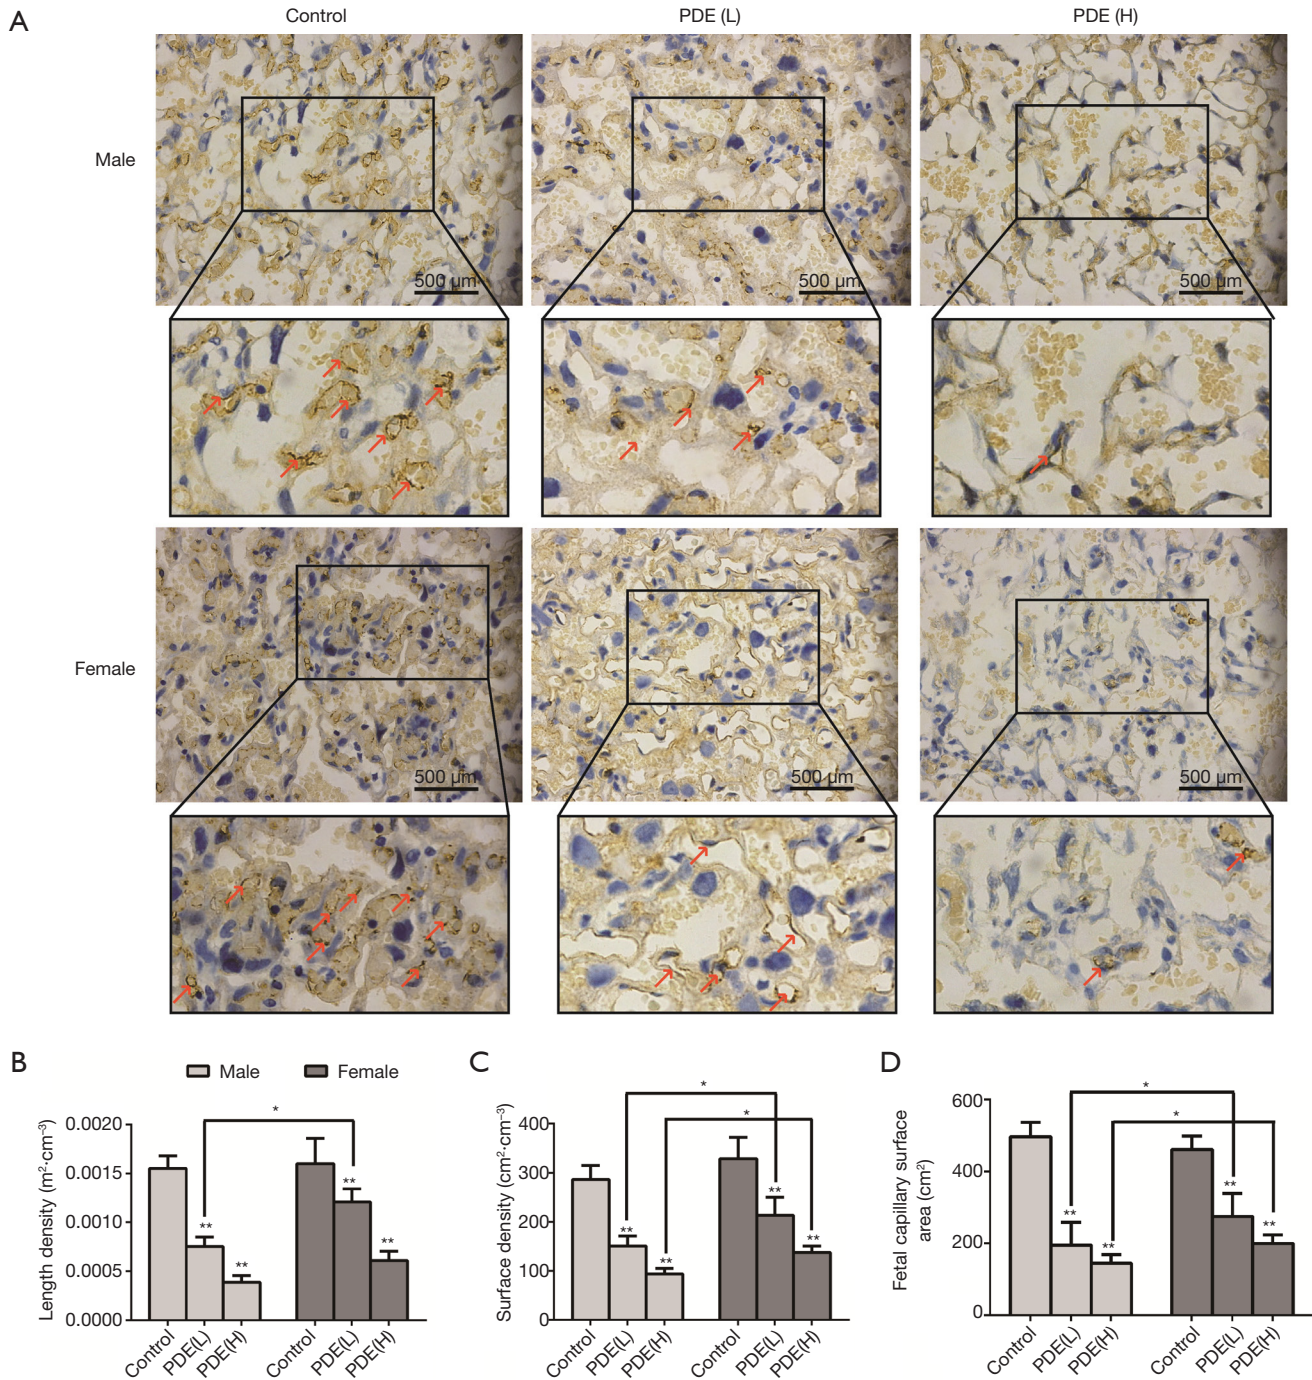 A
Control
PDE (L)
PDE (H)
Male
500 µm
500 µm
500 µm
Female
500 µm
500 µm
500 µm
B
Male
Female
Length density (m²·cm⁻³)
0.0020
0.0015
0.0010
0.0005
0.0000
*
**
**
**
**
Control
PDE(L)
PDE(H)
Control
PDE(L)
PDE(H)
C
Surface density (cm²·cm⁻³)
400
300
200
100
0
*
*
**
**
**
**
Control
PDE(L)
PDE(H)
Control
PDE(L)
PDE(H)
D
Fetal capillary surface
area (cm²)
600
400
200
0
*
*
**
**
**
**
Control
PDE(L)
PDE(H)
Control
PDE(L)
PDE(H)